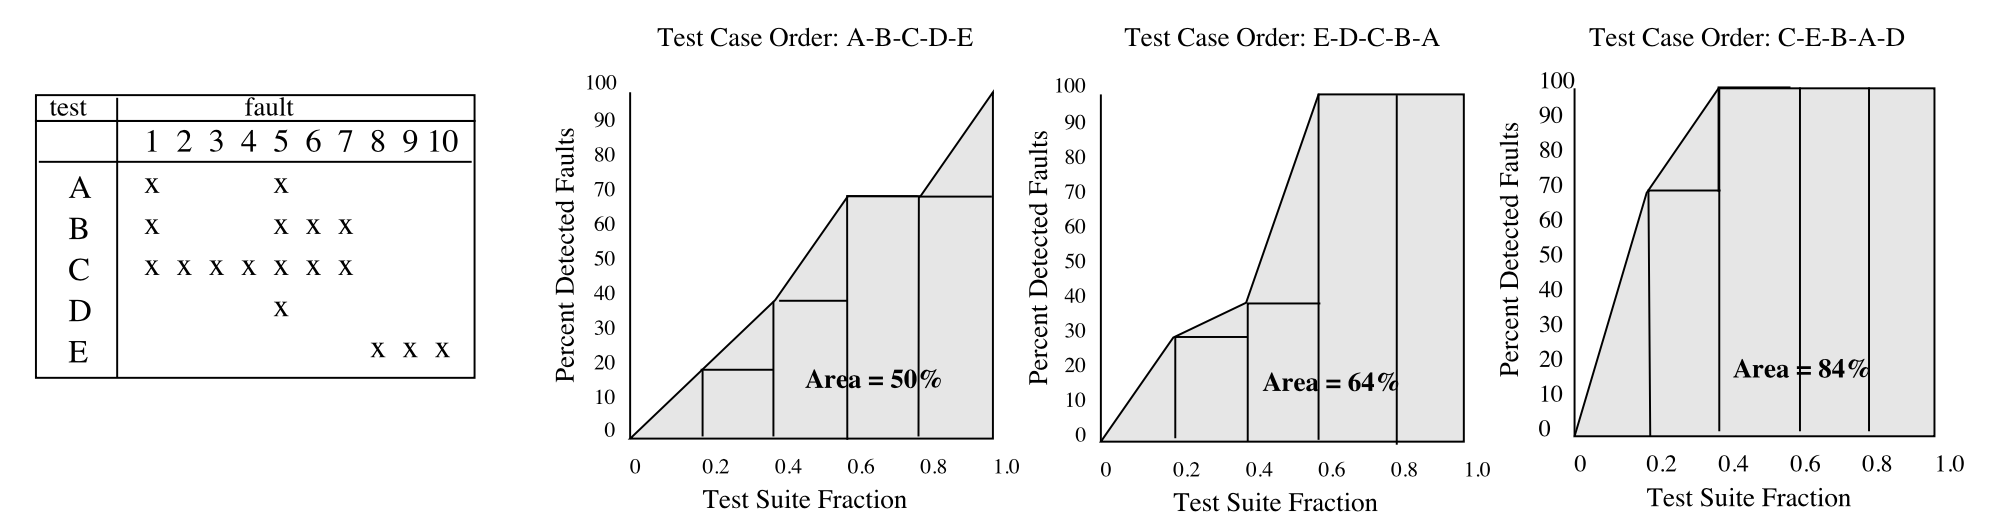 test fault
1 2 3 4 5 6 7 8 9 10
A x x
B x x x x
C x x x x x x x
D x
E x x x
Test Case Order: A-B-C-D-E
100
90
80
70
60
50
40
30
20
10
0
Percent Detected Faults
Area = 50%
0 0.2 0.4 0.6 0.8 1.0
Test Suite Fraction
Test Case Order: E-D-C-B-A
100
90
80
70
60
50
40
30
20
10
0
Percent Detected Faults
Area = 64%
0 0.2 0.4 0.6 0.8 1.0
Test Suite Fraction
Test Case Order: C-E-B-A-D
100
90
80
70
60
50
40
30
20
10
0
Percent Detected Faults
Area = 84%
0 0.2 0.4 0.6 0.8 1.0
Test Suite Fraction